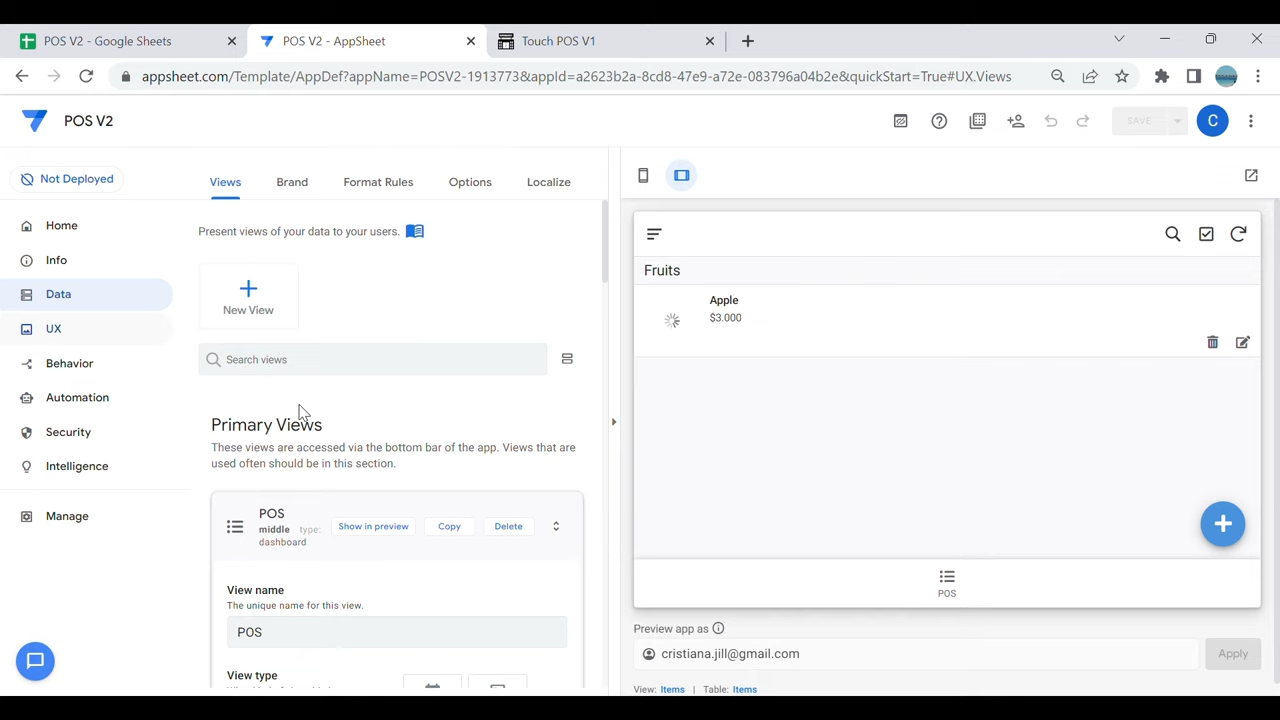 POS V2 - Google Sheets
POS V2 - AppSheet
Touch POS V1
appsheet.com/Template/AppDef?appName=POSV2-1913773&appId=a2623b2a-8cd8-47e9-a72e-083796a04b2e&quickStart=True#UX.Views
POS V2
SAVE
C
Not Deployed
Home
Info
Data
UX
Behavior
Automation
Security
Intelligence
Manage
Views
Brand
Format Rules
Options
Localize
Present views of your data to your users.
New View
Search views
Primary Views
These views are accessed via the bottom bar of the app. Views that are
used often should be in this section.
POS
middle type:
dashboard
Show in preview
Copy
Delete
View name
The unique name for this view.
POS
View type
Fruits
Apple
$3.000
POS
Preview app as
cristiana.jill@gmail.com
Apply
View: Items | Table: Items